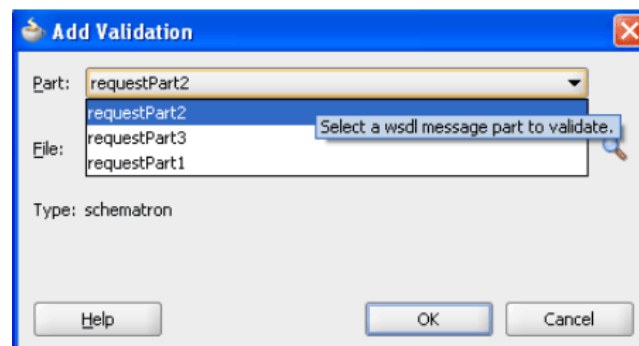 Add Validation
Part: requestPart2
requestPart2
Select a wsdl message part to validate.
requestPart3
File:
requestPart1
Type: schematron
Help OK Cancel